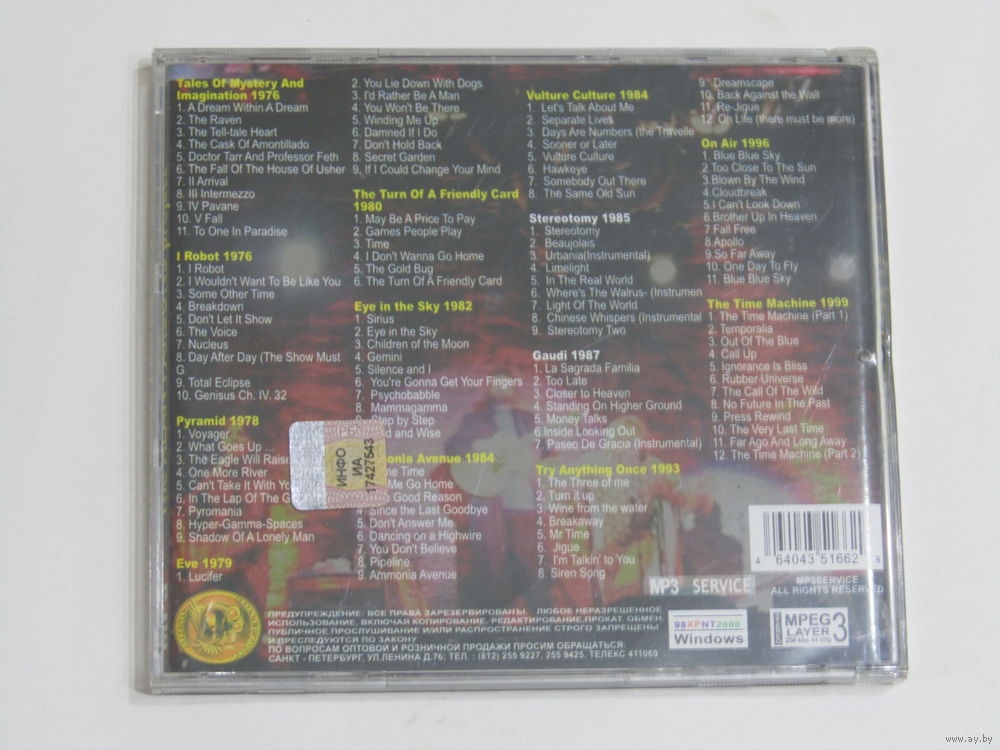 Tales Of Mystery And
Imagination 1976
1. A Dream Within A Dream
2. The Raven
3. The Tell-tale Heart
4. The Cask Of Amontillado
5. Doctor Tarr And Professor Feth
6. The Fall Of The House Of Usher
7. II Arrival
8. III Intermezzo
9. IV Pavane
10. V Fall
11. To One In Paradise
I Robot 1976
1. I Robot
2. I Wouldn't Want To Be Like You
3. Some Other Time
4. Breakdown
5. Don't Let It Show
6. The Voice
7. Nucleus
8. Day After Day (The Show Must
G
9. Total Eclipse
10. Genisus Ch. IV. 32
Pyramid 1978
1. Voyager
2. What Goes Up ...
3. The Eagle Will Rise
4. One More River
5. Can't Take It With You
6. In The Lap Of The G
7. Pyromania
8. Hyper-Gamma-Spaces
9. Shadow Of A Lonely Man
Eve 1979
1. Lucifer
2. You Lie Down With Dogs
3. I'd Rather Be A Man
4. You Won't Be There
5. Winding Me Up
6. Damned If I Do
7. Don't Hold Back
8. Secret Garden
9. If I Could Change Your Mind
The Turn Of A Friendly Card
1980
1. May Be A Price To Pay
2. Games People Play
3. Time
4. I Don't Wanna Go Home
5. The Gold Bug
6. The Turn Of A Friendly Card
Eye in the Sky 1982
1. Sirius
2. Eye in the Sky
3. Children of the Moon
4. Gemini
5. Silence and I
6. You're Gonna Get Your Fingers
7. Psychobabble
8. Mammagamma
9. Step by Step
and Wise
Ammonia Avenue 1984
Time
Me Go Home
Good Reason
4. Since the Last Goodbye
5. Don't Answer Me
6. Dancing on a Highwire
7. You Don't Believe
8. Pipeline
9. Ammonia Avenue
Vulture Culture 1984
1. Let's Talk About Me
2. Separate Lives
3. Days Are Numbers (the Travelle
4. Sooner or Later
5. Vulture Culture
6. Hawkeye
7. Somebody Out There
8. The Same Old Sun
Stereotomy 1985
1. Stereotomy
2. Beaujolais
3. Urbania(Instrumental)
4. Limelight
5. In The Real World
6. Where's The Walrus- (Instrumen
7. Light Of The World
8. Chinese Whispers (Instrumental
9. Stereotomy Two
Gaudi 1987
1. La Sagrada Familia
2. Too Late
3. Closer to Heaven
4. Standing On Higher Ground
5. Money Talks
6.Inside Looking Out
7. Paseo De Gracia (Instrumental)
Try Anything Once 1993
1. The Three of me
2. Turn it up
3. Wine from the water
4. Breakaway
5. Mr Time
6. Jigue
7. I'm Talkin' to You
8. Siren Song
9. Dreamscape
10. Back Against the Wall
11. Re-Jigue
12. Oh Life (there must be more)
On Air 1996
1. Blue Blue Sky
2.Too Close To The Sun
3.Blown By The Wind
4.Cloudbreak
5.I Can't Look Down
6.Brother Up In Heaven
7.Fall Free
8.Apollo
9.So Far Away
10. One Day To Fly
11. Blue Blue Sky
The Time Machine 1999
1. The Time Machine (Part 1)
2. Temporalia
3. Out Of The Blue
4. Call Up
5. Ignorance Is Bliss
6. Rubber Universe
7. The Call Of The Wild
8. No Future In The Past
9. Press Rewind
10. The Very Last Time
11. Far Ago And Long Away
12. The Time Machine (Part 2)
ИНФО
ИА
17427543
4 64043 51662 9
MP3 SERVICE
MP3SERVICE
ALL RIGHTS RESERVED
ПРЕДУПРЕЖДЕНИЕ: ВСЕ ПРАВА ЗАРЕЗЕРВИРОВАНЫ. ЛЮБОЕ НЕРАЗРЕШЕННОЕ
ИСПОЛЬЗОВАНИЕ, ВКЛЮЧАЯ КОПИРОВАНИЕ, РЕДАКТИРОВАНИЕ,ПРОКАТ, ОБМЕН,
ПУБЛИЧНОЕ ПРОСЛУШИВАНИЕ И/ИЛИ РАСПРОСТРАНЕНИЕ СТРОГО ЗАПРЕЩЕНЫ
И ПРЕСЛЕДУЮТСЯ ПО ЗАКОНУ
ПО ВОПРОСАМ ОПТОВОЙ И РОЗНИЧНОЙ ПРОДАЖИ ПРОСИМ ОБРАЩАТЬСЯ:
САНКТ - ПЕТЕРБУРГ, УЛ.ЛЕНИНА Д.76; ТЕЛ. : (812) 255 9227, 255 9425, ТЕЛЕКС 411069
98XPNT2000
Windows
MPEG
LAYER 3
256 kbs 44 kHz
www.ay.by